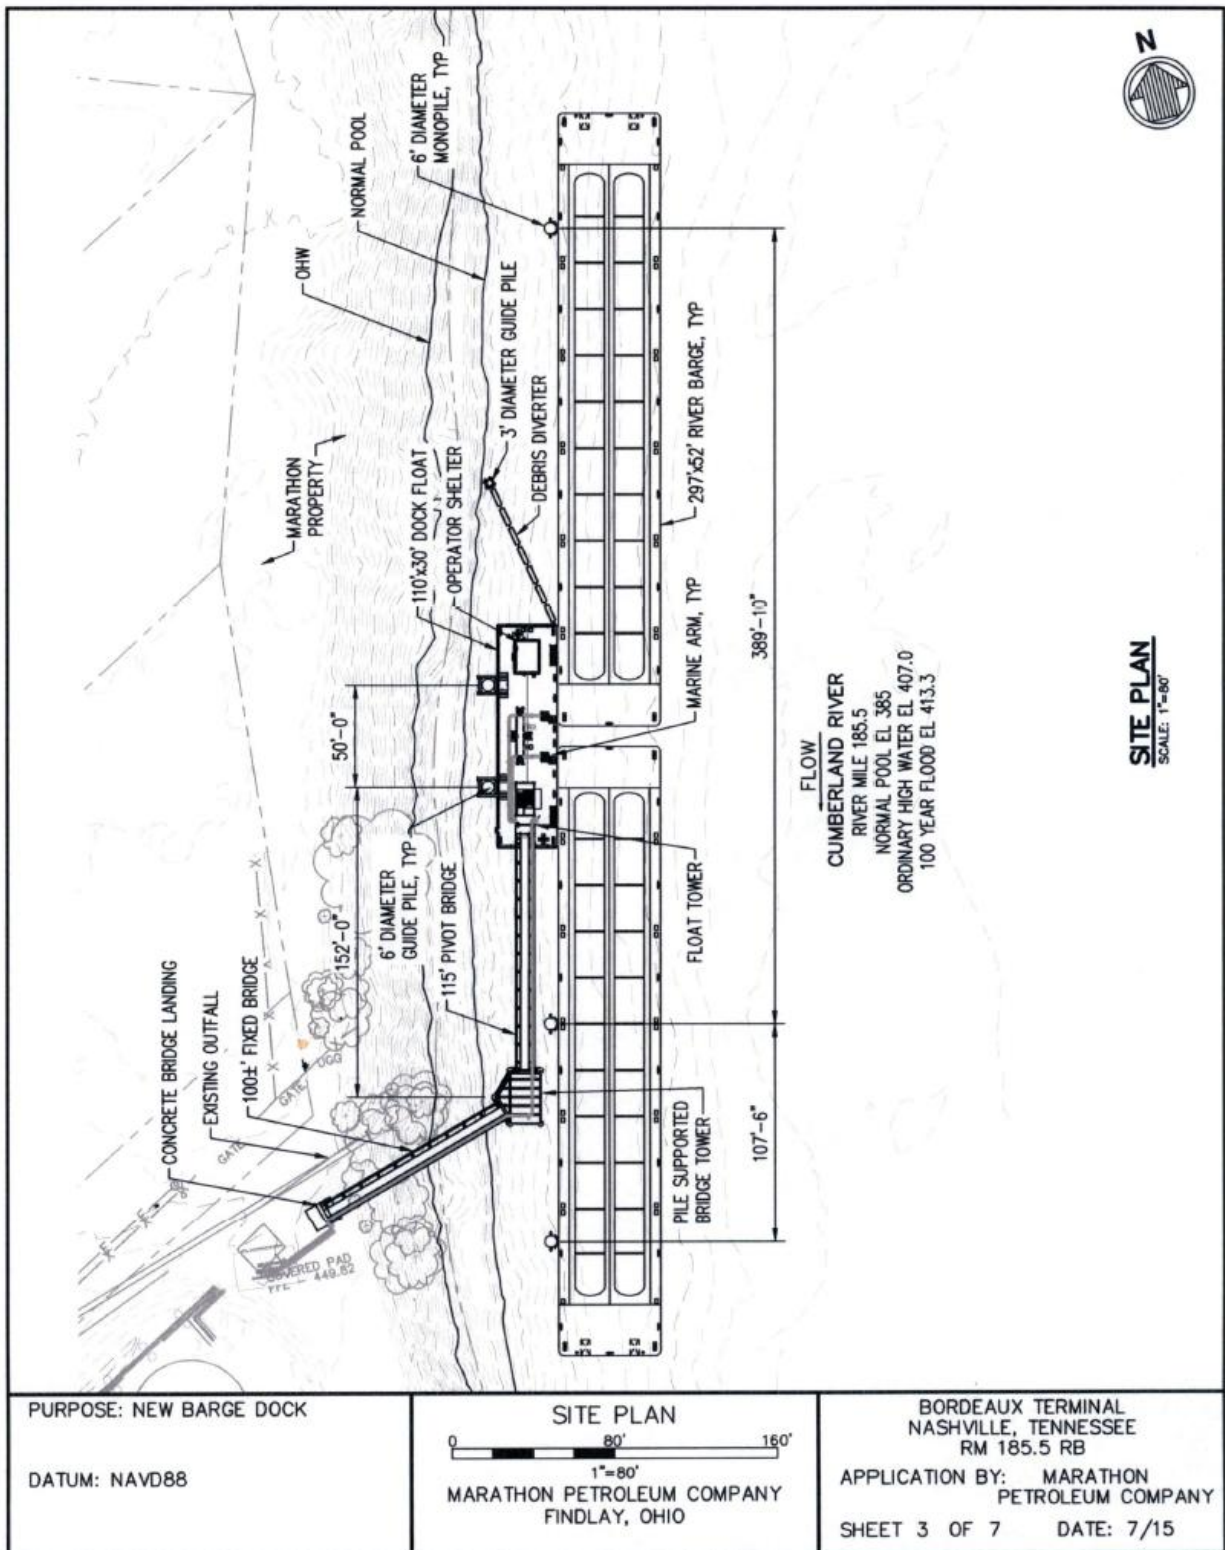 N
6' DIAMETER
MONOPILE, TYP
NORMAL POOL
OHW
3' DIAMETER GUIDE PILE
MARATHON
PROPERTY
DEBRIS DIVERTER
297'x52' RIVER BARGE, TYP
110'x30' DOCK FLOAT
OPERATOR SHELTER
MARINE ARM, TYP
389'-10"
50'-0"
FLOW
CUMBERLAND RIVER
RIVER MILE 185.5
NORMAL POOL EL 385
ORDINARY HIGH WATER EL 407.0
100 YEAR FLOOD EL 413.3
SITE PLAN
SCALE: 1"=80'
6' DIAMETER
GUIDE PILE, TYP
FLOAT TOWER
152'-0"
115' PIVOT BRIDGE
CONCRETE BRIDGE LANDING
EXISTING OUTFALL
100±' FIXED BRIDGE
X
X
X
X
X
UGG
GATE
GATE
PILE SUPPORTED
BRIDGE TOWER
107'-6"
COVERED PAD
FFE = 449.82
PURPOSE: NEW BARGE DOCK
DATUM: NAVD88
SITE PLAN
0 80' 160'
1"=80'
MARATHON PETROLEUM COMPANY
FINDLAY, OHIO
BORDEAUX TERMINAL
NASHVILLE, TENNESSEE
RM 185.5 RB
APPLICATION BY: MARATHON
PETROLEUM COMPANY
SHEET 3 OF 7 DATE: 7/15